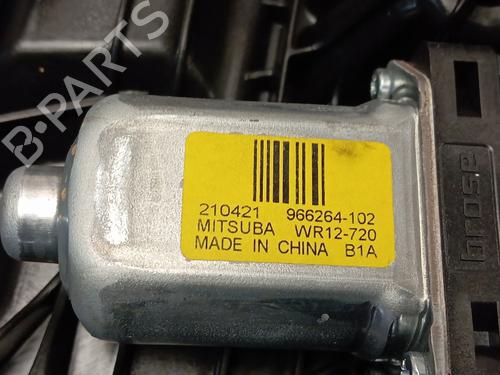 B-PARTS
210421 966264-102
MITSUBA WR12-720
MADE IN CHINA B1A
brose